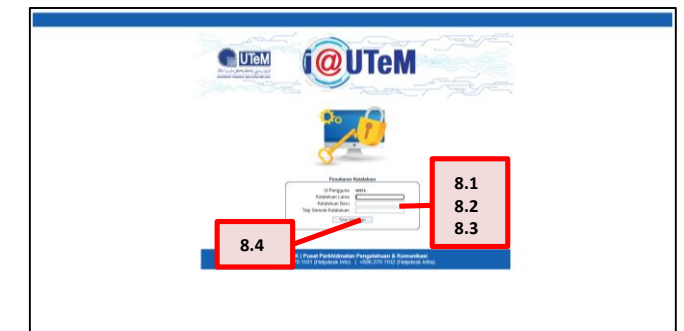 UTeM
i@UTeM
Penukaran Katalaluan
Id Pengguna
Katalaluan Lama
Katalaluan Baru
Taip Semula Katalaluan
8.1
8.2
8.3
8.4
| Pusat Perkhidmatan Pengetahuan & Komunikasi
(Helpdesk Info) | +606-270 1102 (Helpdesk Infra)